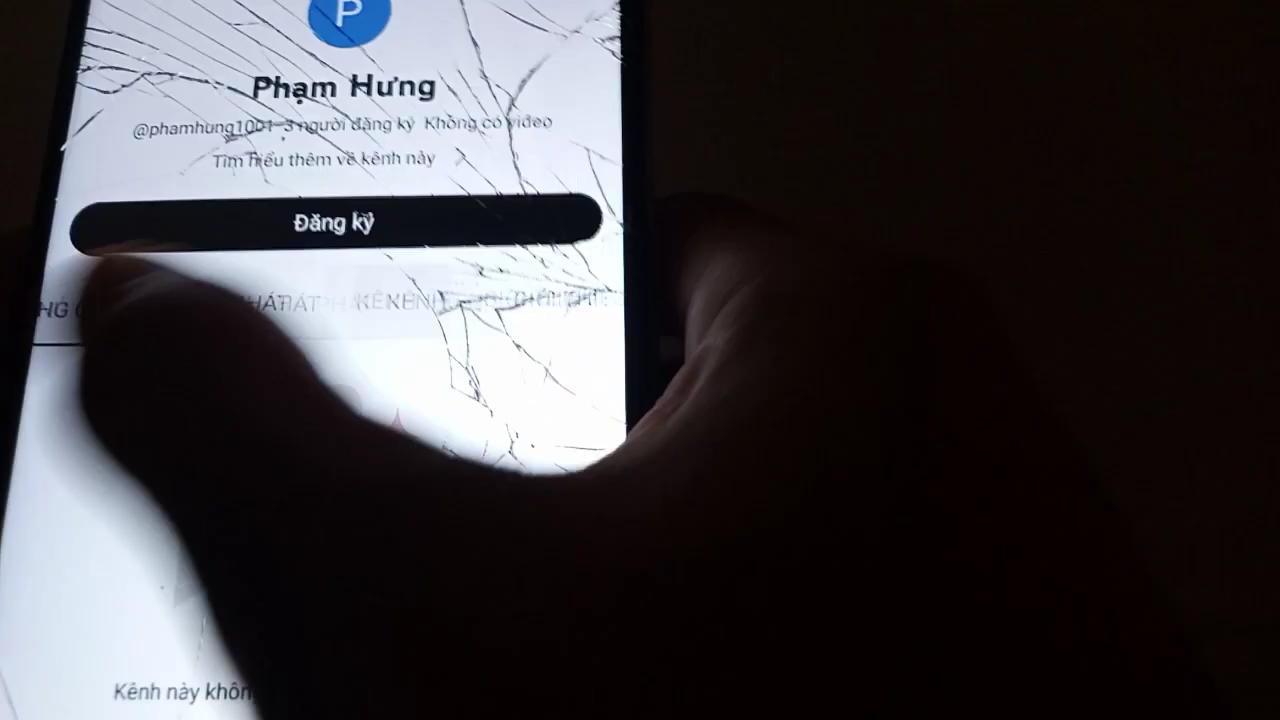 P
Phạm Hưng
@phamhung1001 3 người đăng ký Không có video
Tìm hiểu thêm về kênh này
Đăng ký
KÊNH
Kênh này